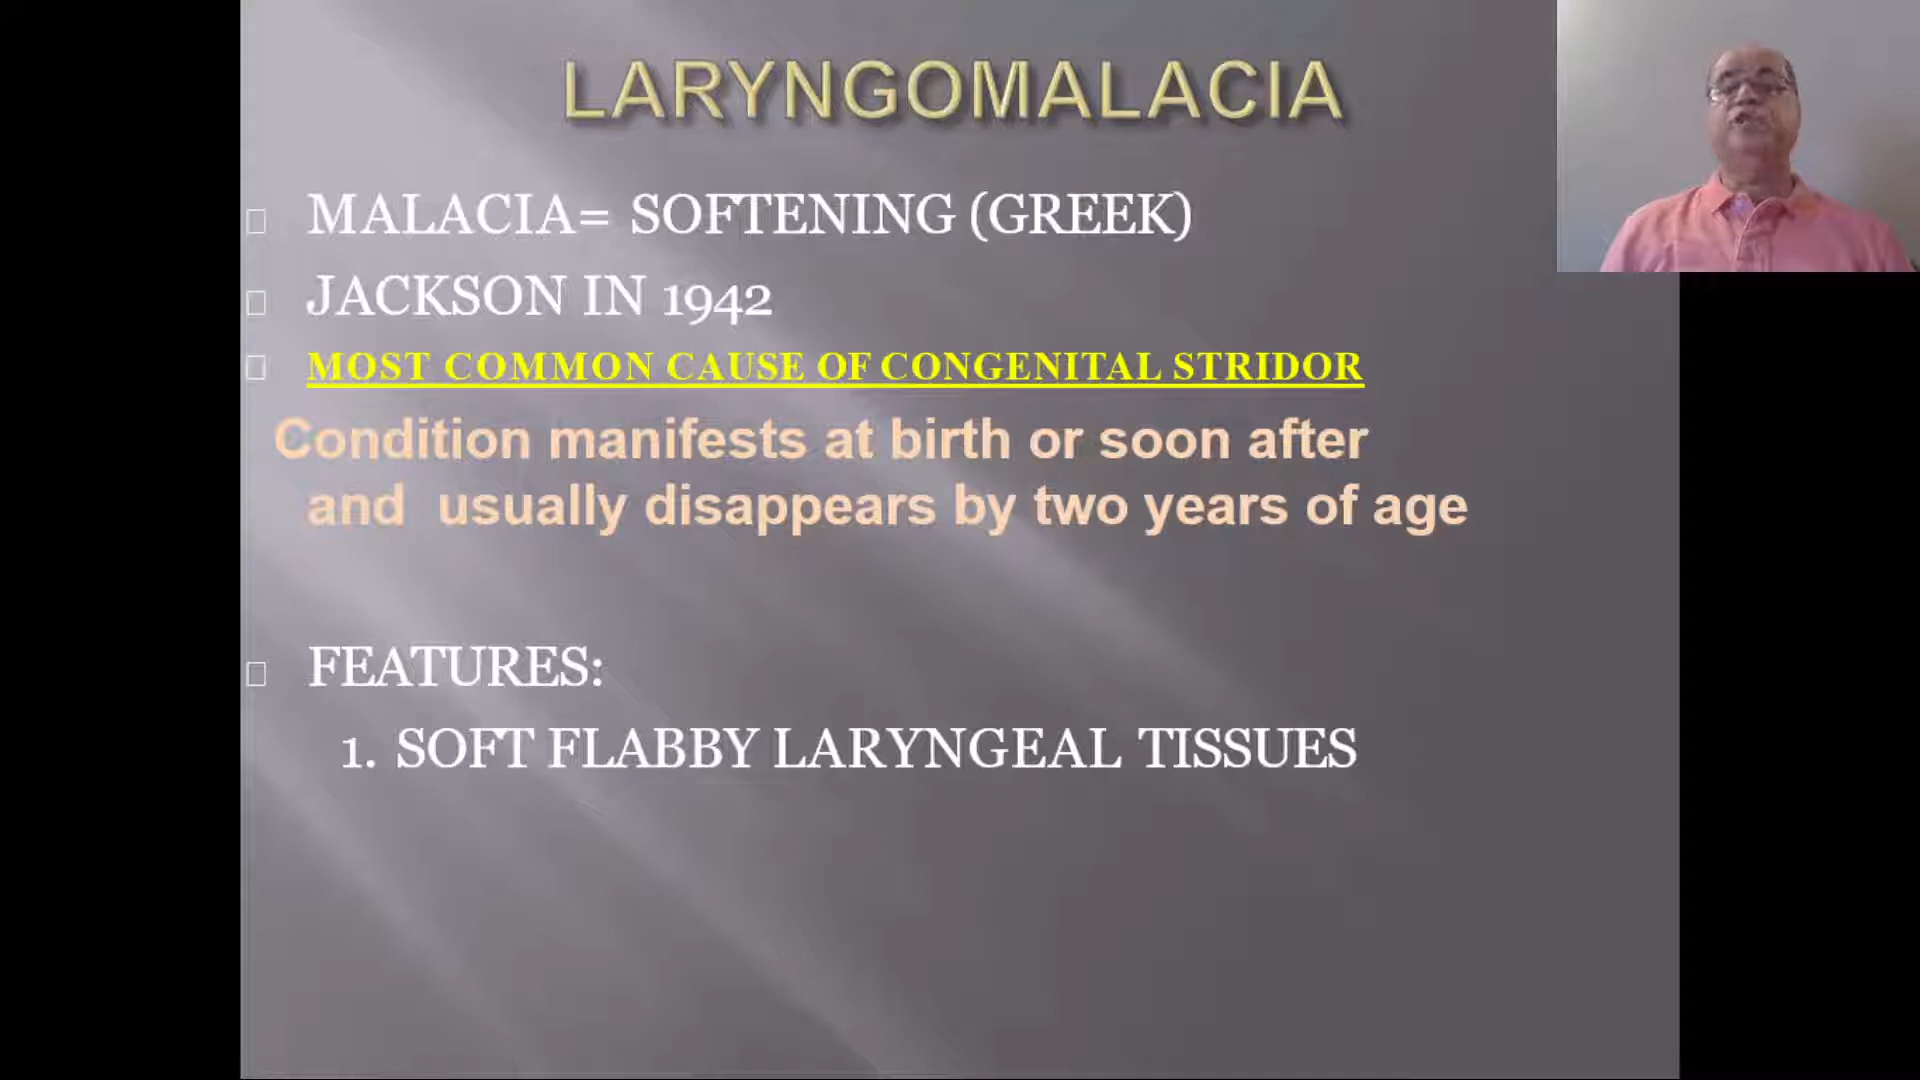 LARYNGOMALACIA
MALACIA= SOFTENING (GREEK)
JACKSON IN 1942
MOST COMMON CAUSE OF CONGENITAL STRIDOR
Condition manifests at birth or soon after
and usually disappears by two years of age
FEATURES:
1. SOFT FLABBY LARYNGEAL TISSUES